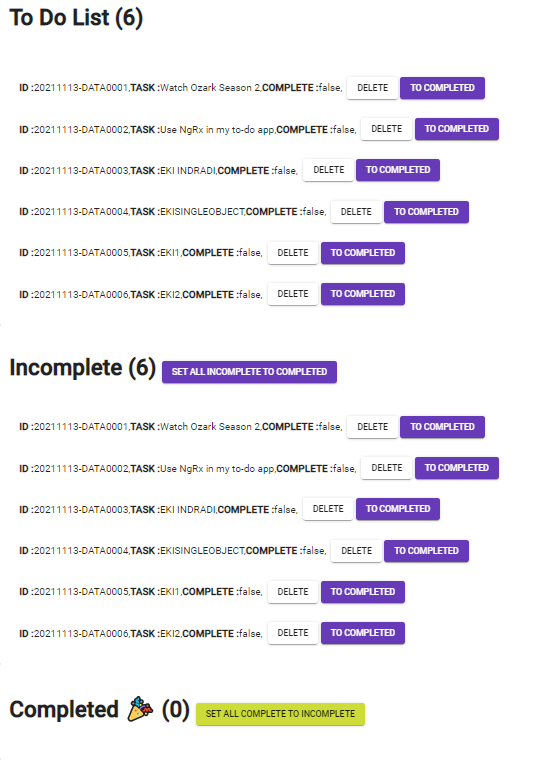 To Do List (6)
ID :20211113-DATA0001,TASK :Watch Ozark Season 2,COMPLETE :false, DELETE TO COMPLETED
ID :20211113-DATA0002,TASK :Use NgRx in my to-do app,COMPLETE :false, DELETE TO COMPLETED
ID :20211113-DATA0003,TASK :EKI INDRADI,COMPLETE :false, DELETE TO COMPLETED
ID :20211113-DATA0004,TASK :EKISINGLEOBJECT,COMPLETE :false, DELETE TO COMPLETED
ID :20211113-DATA0005,TASK :EKI1,COMPLETE :false, DELETE TO COMPLETED
ID :20211113-DATA0006,TASK :EKI2,COMPLETE :false, DELETE TO COMPLETED
Incomplete (6) SET ALL INCOMPLETE TO COMPLETED
ID :20211113-DATA0001,TASK :Watch Ozark Season 2,COMPLETE :false, DELETE TO COMPLETED
ID :20211113-DATA0002,TASK :Use NgRx in my to-do app,COMPLETE :false, DELETE TO COMPLETED
ID :20211113-DATA0003,TASK :EKI INDRADI,COMPLETE :false, DELETE TO COMPLETED
ID :20211113-DATA0004,TASK :EKISINGLEOBJECT,COMPLETE :false, DELETE TO COMPLETED
ID :20211113-DATA0005,TASK :EKI1,COMPLETE :false, DELETE TO COMPLETED
ID :20211113-DATA0006,TASK :EKI2,COMPLETE :false, DELETE TO COMPLETED
Completed 🎉 (0) SET ALL COMPLETE TO INCOMPLETE